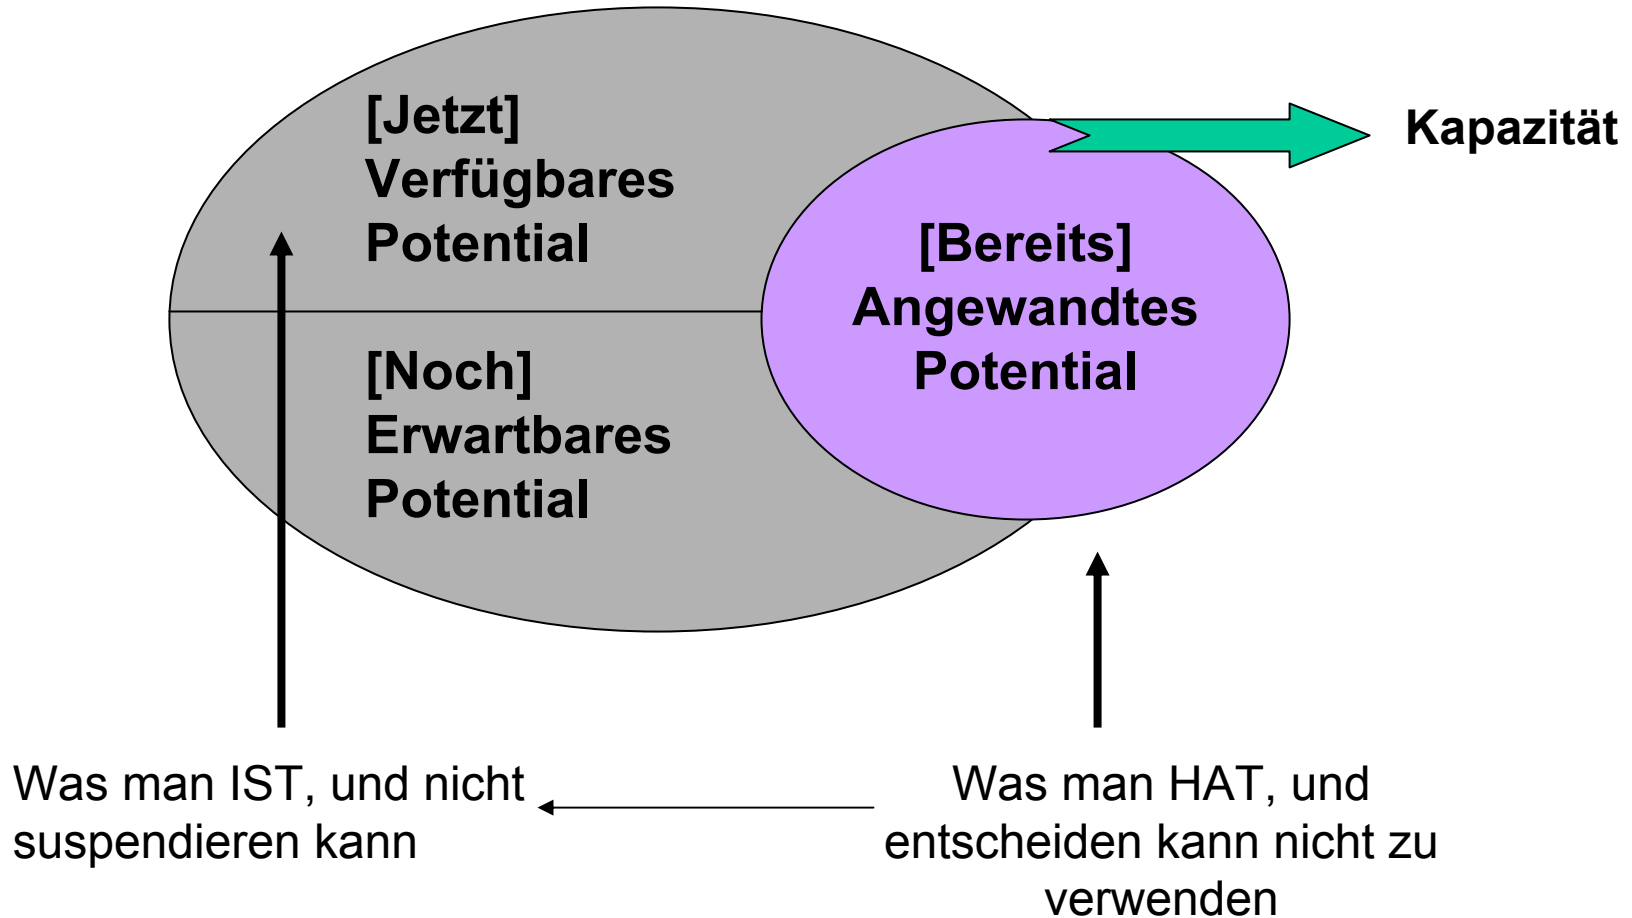 [Jetzt]
Verfügbares
Potential
Kapazität
[Bereits]
Angewandtes
Potential
[Noch]
Erwartbares
Potential
Was man IST, und nicht
suspendieren kann
Was man HAT, und
entscheiden kann nicht zu
verwenden